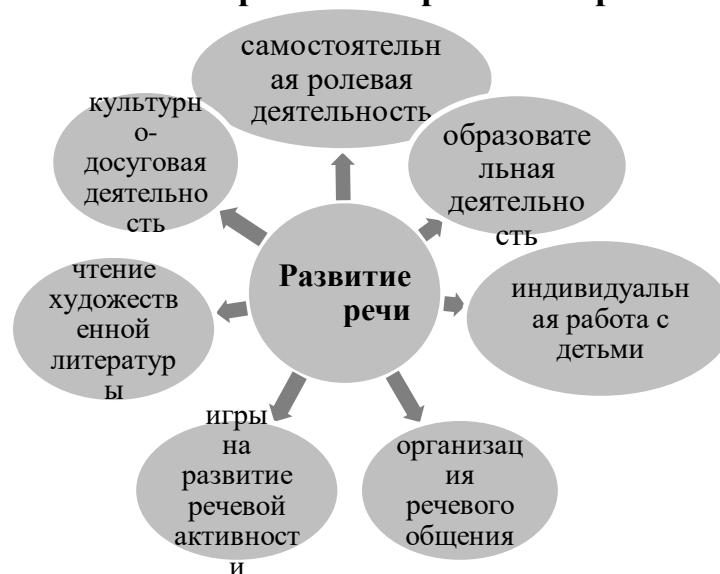 самостоятельн
ая ролевая
деятельность
культурн
о-
досуговая
деятельно
сть
образовате
льная
деятельно
сть
Развитие
речи
чтение
художеств
енной
литератур
ы
индивидуальн
ая работа с
детьми
игры
на
развитие
речевой
активност
и
организац
ия
речевого
общения